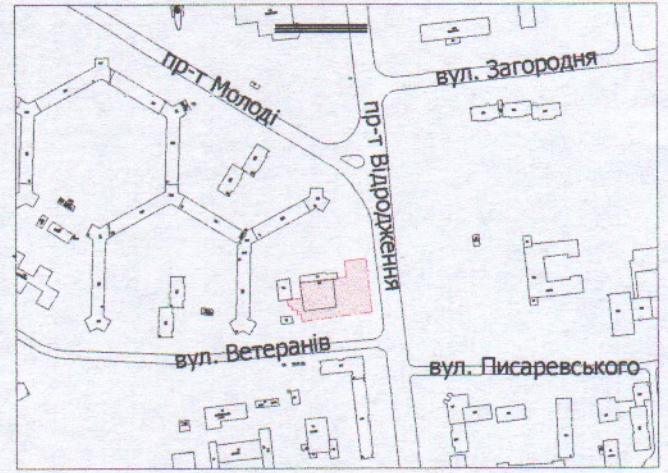 пр-т Молоді
вул. Загородня
пр-т Відродження
вул. Ветеранів
вул. Писаревського